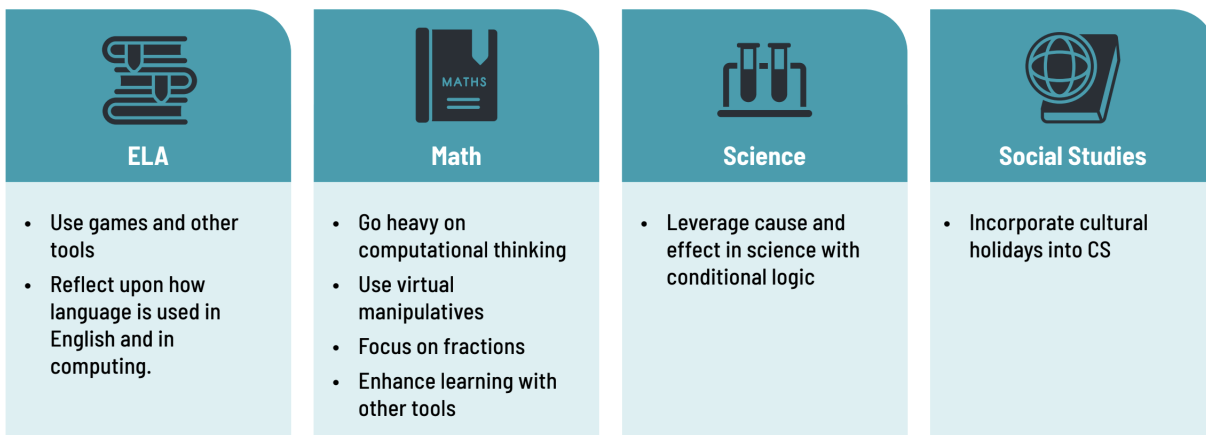 MATHS
ELA
Math
Science
Social Studies
• Use games and other
tools
• Reflect upon how
language is used in
English and in
computing.
• Go heavy on
computational thinking
• Use virtual
manipulatives
• Focus on fractions
• Enhance learning with
other tools
• Leverage cause and
effect in science with
conditional logic
• Incorporate cultural
holidays into CS